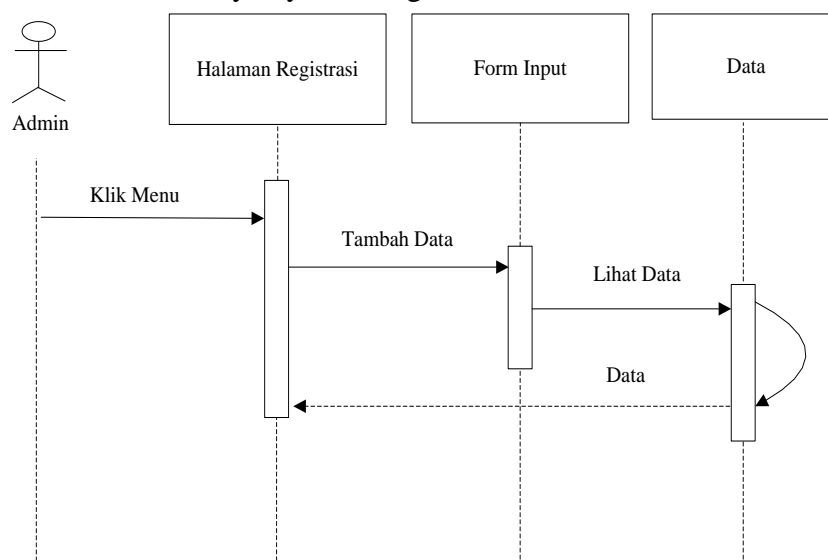 Halaman Registrasi
Form Input
Data
Admin
Klik Menu
Tambah Data
Lihat Data
Data